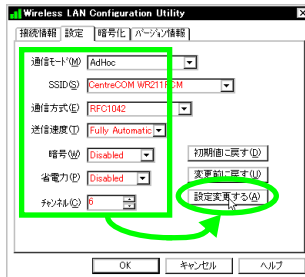 Wireless LAN Configuration Utility
接続情報 設定 暗号化 バージョン情報
通信モード(M) AdHoc
SSID(S) CentreCOM WR211FCM
通信方式(E) RFC1042
送信速度(T) Fully Automatic
暗号(W) Disabled 初期値に戻す(D)
省電力(P) Disabled 変更前に戻す(U)
チャンネル(C) 6 設定変更する(A)
OK キャンセル ヘルプ